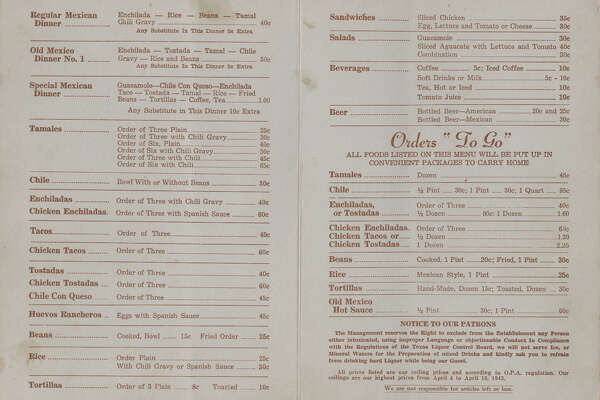 Regular Mexican Dinner Enchilada — Rice — Beans — Tamal
Chili Gravy 40c
Any Substitute In This Dinner Is Extra
Old Mexico Dinner No. 1 Enchilada — Tostada — Tamal — Chile
Gravy — Rice and Beans 50c
Any Substitute In This Dinner Is Extra
Special Mexican Dinner Guacamole—Chile Con Queso—Enchilada
Taco — Tostada — Tamal — Rice — Fried
Beans — Tortillas — Coffee, Tea 1.00
Any Substitute in This Dinner 10c Extra
Tamales Order of Three Plain 25c
Order of Three with Chili Gravy 30c
Order of Six, Plain 40c
Order of Six with Chili Gravy 50c
Order of Three with Chili 45c
Order of Six with Chili 65c
Chile Bowl With or Without Beans 30c
Enchiladas Order of Three with Chili Gravy 40c
Chicken Enchiladas. Order of Three with Spanish Sauce 60c
Tacos Order of Three 40c
Chicken Tacos Order of Three 60c
Tostadas Order of Three 40c
Chicken Tostadas Order of Three 60c
Chile Con Queso Order of Three 45c
Huevos Rancheros Eggs with Spanish Sauce 45c
Beans Cooked, Bowl 15c Fried Order 25c
Rice Order Plain 25c
With Chili Gravy or Spanish Sauce 30c
Tortillas Order of 3 Plain 8c Toasted 10c
Sandwiches Sliced Chicken 35c
Egg, Lettuce and Tomato or Cheese 30c
Salads Guacamole 30c
Sliced Aguacate with Lettuce and Tomato 40c
Combination 30c
Beverages Coffee 5c; Iced Coffee 10c
Soft Drinks or Milk 5c - 10c
Tea, Hot or Iced 10c
Tomato Juice 10c
Beer Bottled Beer—American 20c and 25c
Bottled Beer—Mexican 30c
Orders "To Go"
ALL FOODS LISTED ON THIS MENU WILL BE PUT UP IN
CONVENIENT PACKAGES TO CARRY HOME
Tamales Dozen 45c
Chile ½ Pint 30c; 1 Pint 50c; 1 Quart 95c
Enchiladas, Order of Three 40c
or Tostadas ½ Dozen 80c; 1 Dozen 1.60
Chicken Enchiladas. Order of Three 60c
Chicken Tacos or ½ Dozen 1.20
Chicken Tostadas 1 Dozen 2.25
Beans Cooked, 1 Pint 20c; Fried, 1 Pint 30c
Rice Mexican Style, 1 Pint 25c
Tortillas Hand-Made, Dozen 15c; Toasted, Dozen 30c
Old Mexico
Hot Sauce ½ Pint 30c; 1 Pint 60c
NOTICE TO OUR PATRONS
The Management reserves the Right to exclude from the Establishment any Person
either intoxicated, using improper Language or objectionable Conduct In Compliance
with the Regulations of the Texas Liquor Control Board, we will not serve Ice, or
Mineral Waters for the Preparation of mixed Drinks and kindly ask you to refrain
from drinking hard Liquor while being our Guest.
All prices listed are our ceiling prices and according to O.P.A. regulation. Our
ceilings are our highest prices from April 4 to April 10, 1943.
We are not responsible for articles left or lost.